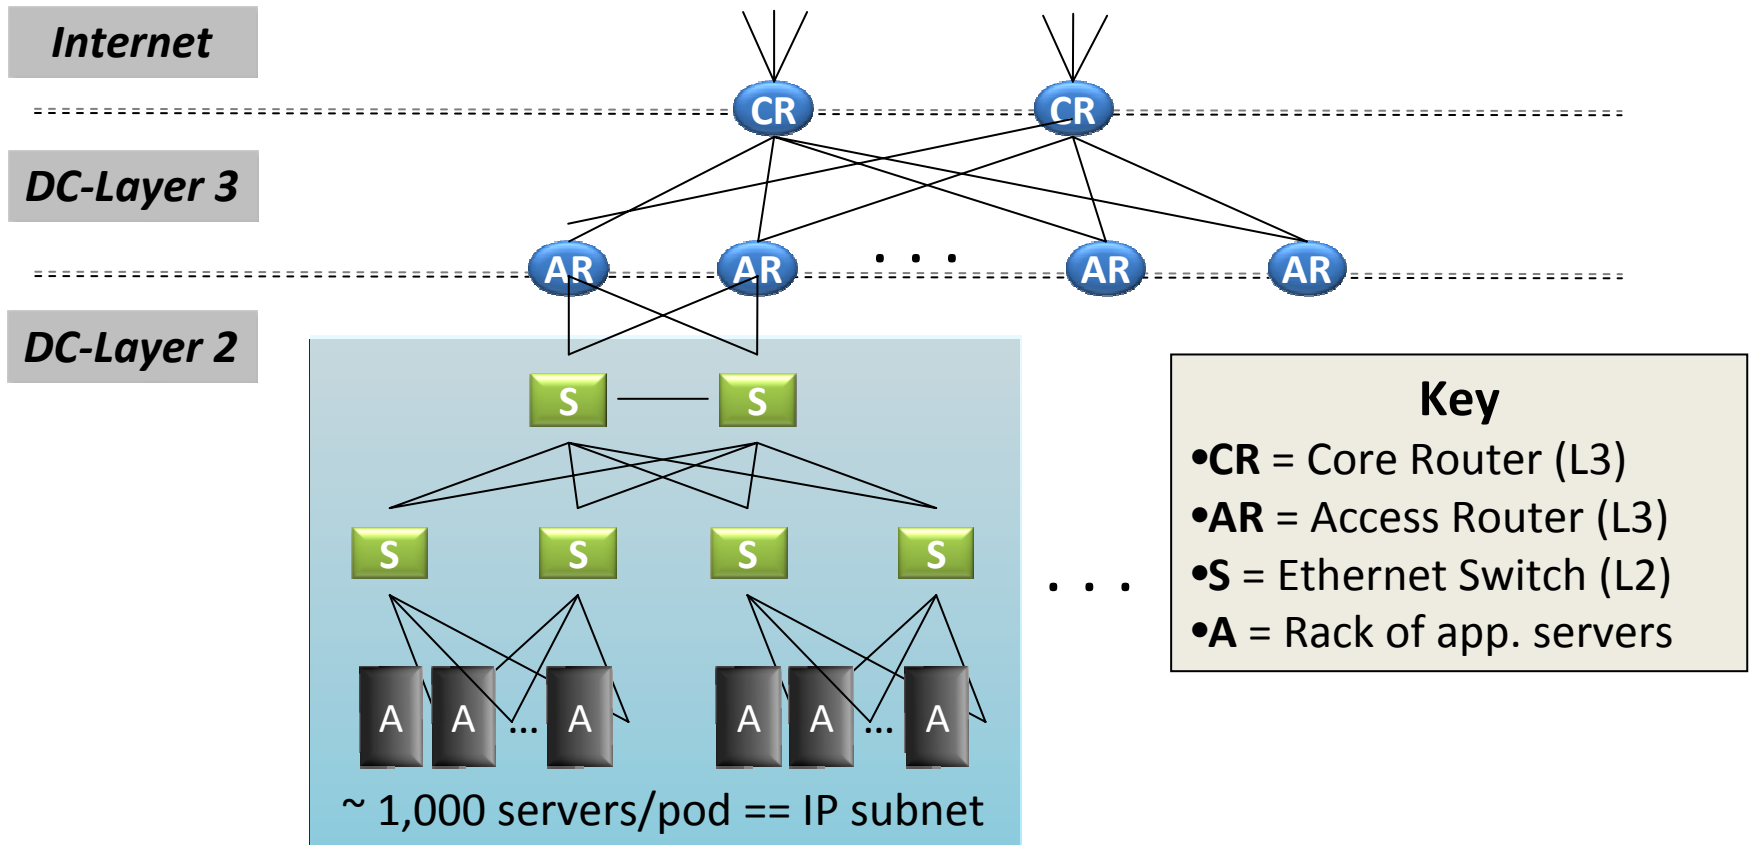 Internet
CR CR
DC-Layer 3
AR AR . . . AR AR
DC-Layer 2
S S
S S S S
. . .
A A ... A A A ... A
~ 1,000 servers/pod == IP subnet
Key
•CR = Core Router (L3)
•AR = Access Router (L3)
•S = Ethernet Switch (L2)
•A = Rack of app. servers